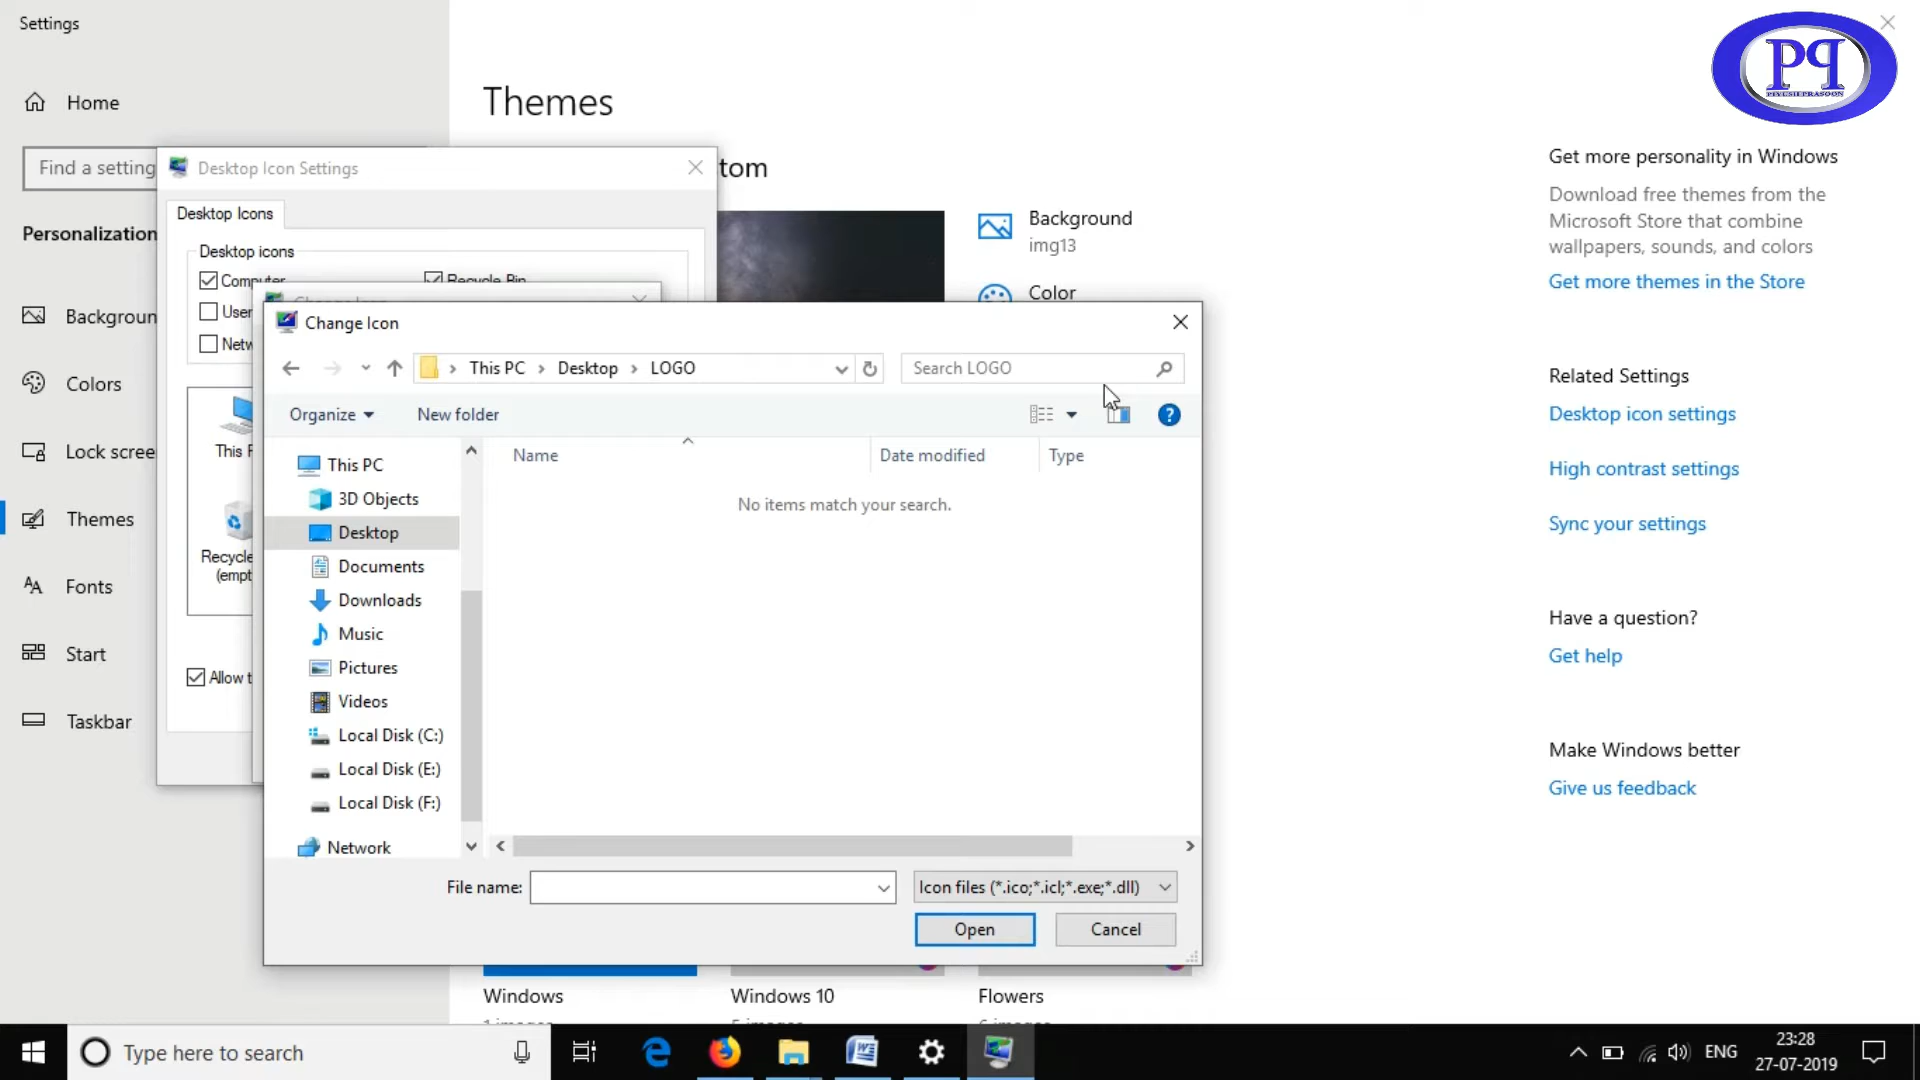 Settings
PP
PIYUSHEPRASOON
Home
Themes
Find a setting
Desktop Icon Settings
tom
Desktop Icons
Personalization
Desktop icons
Computer
Recycle Bin
User
Netw
Background
img13
Color
Get more personality in Windows
Download free themes from the
Microsoft Store that combine
wallpapers, sounds, and colors
Get more themes in the Store
Backgroun
Change Icon
This PC
Desktop
LOGO
Search LOGO
Colors
Organize
New folder
Related Settings
Desktop icon settings
High contrast settings
Sync your settings
Lock scree
This P
Name
Date modified
Type
This PC
No items match your search.
3D Objects
Desktop
Documents
Downloads
Music
Pictures
Videos
Local Disk (C:)
Local Disk (E:)
Local Disk (F:)
Network
Themes
Recycle
(empt
Fonts
Start
Allow t
Taskbar
Have a question?
Get help
Make Windows better
Give us feedback
File name:
Icon files (*.ico;*.icl;*.exe;*.dll)
Open
Cancel
Windows
Windows 10
Flowers
Type here to search
ENG
23:28
27-07-2019